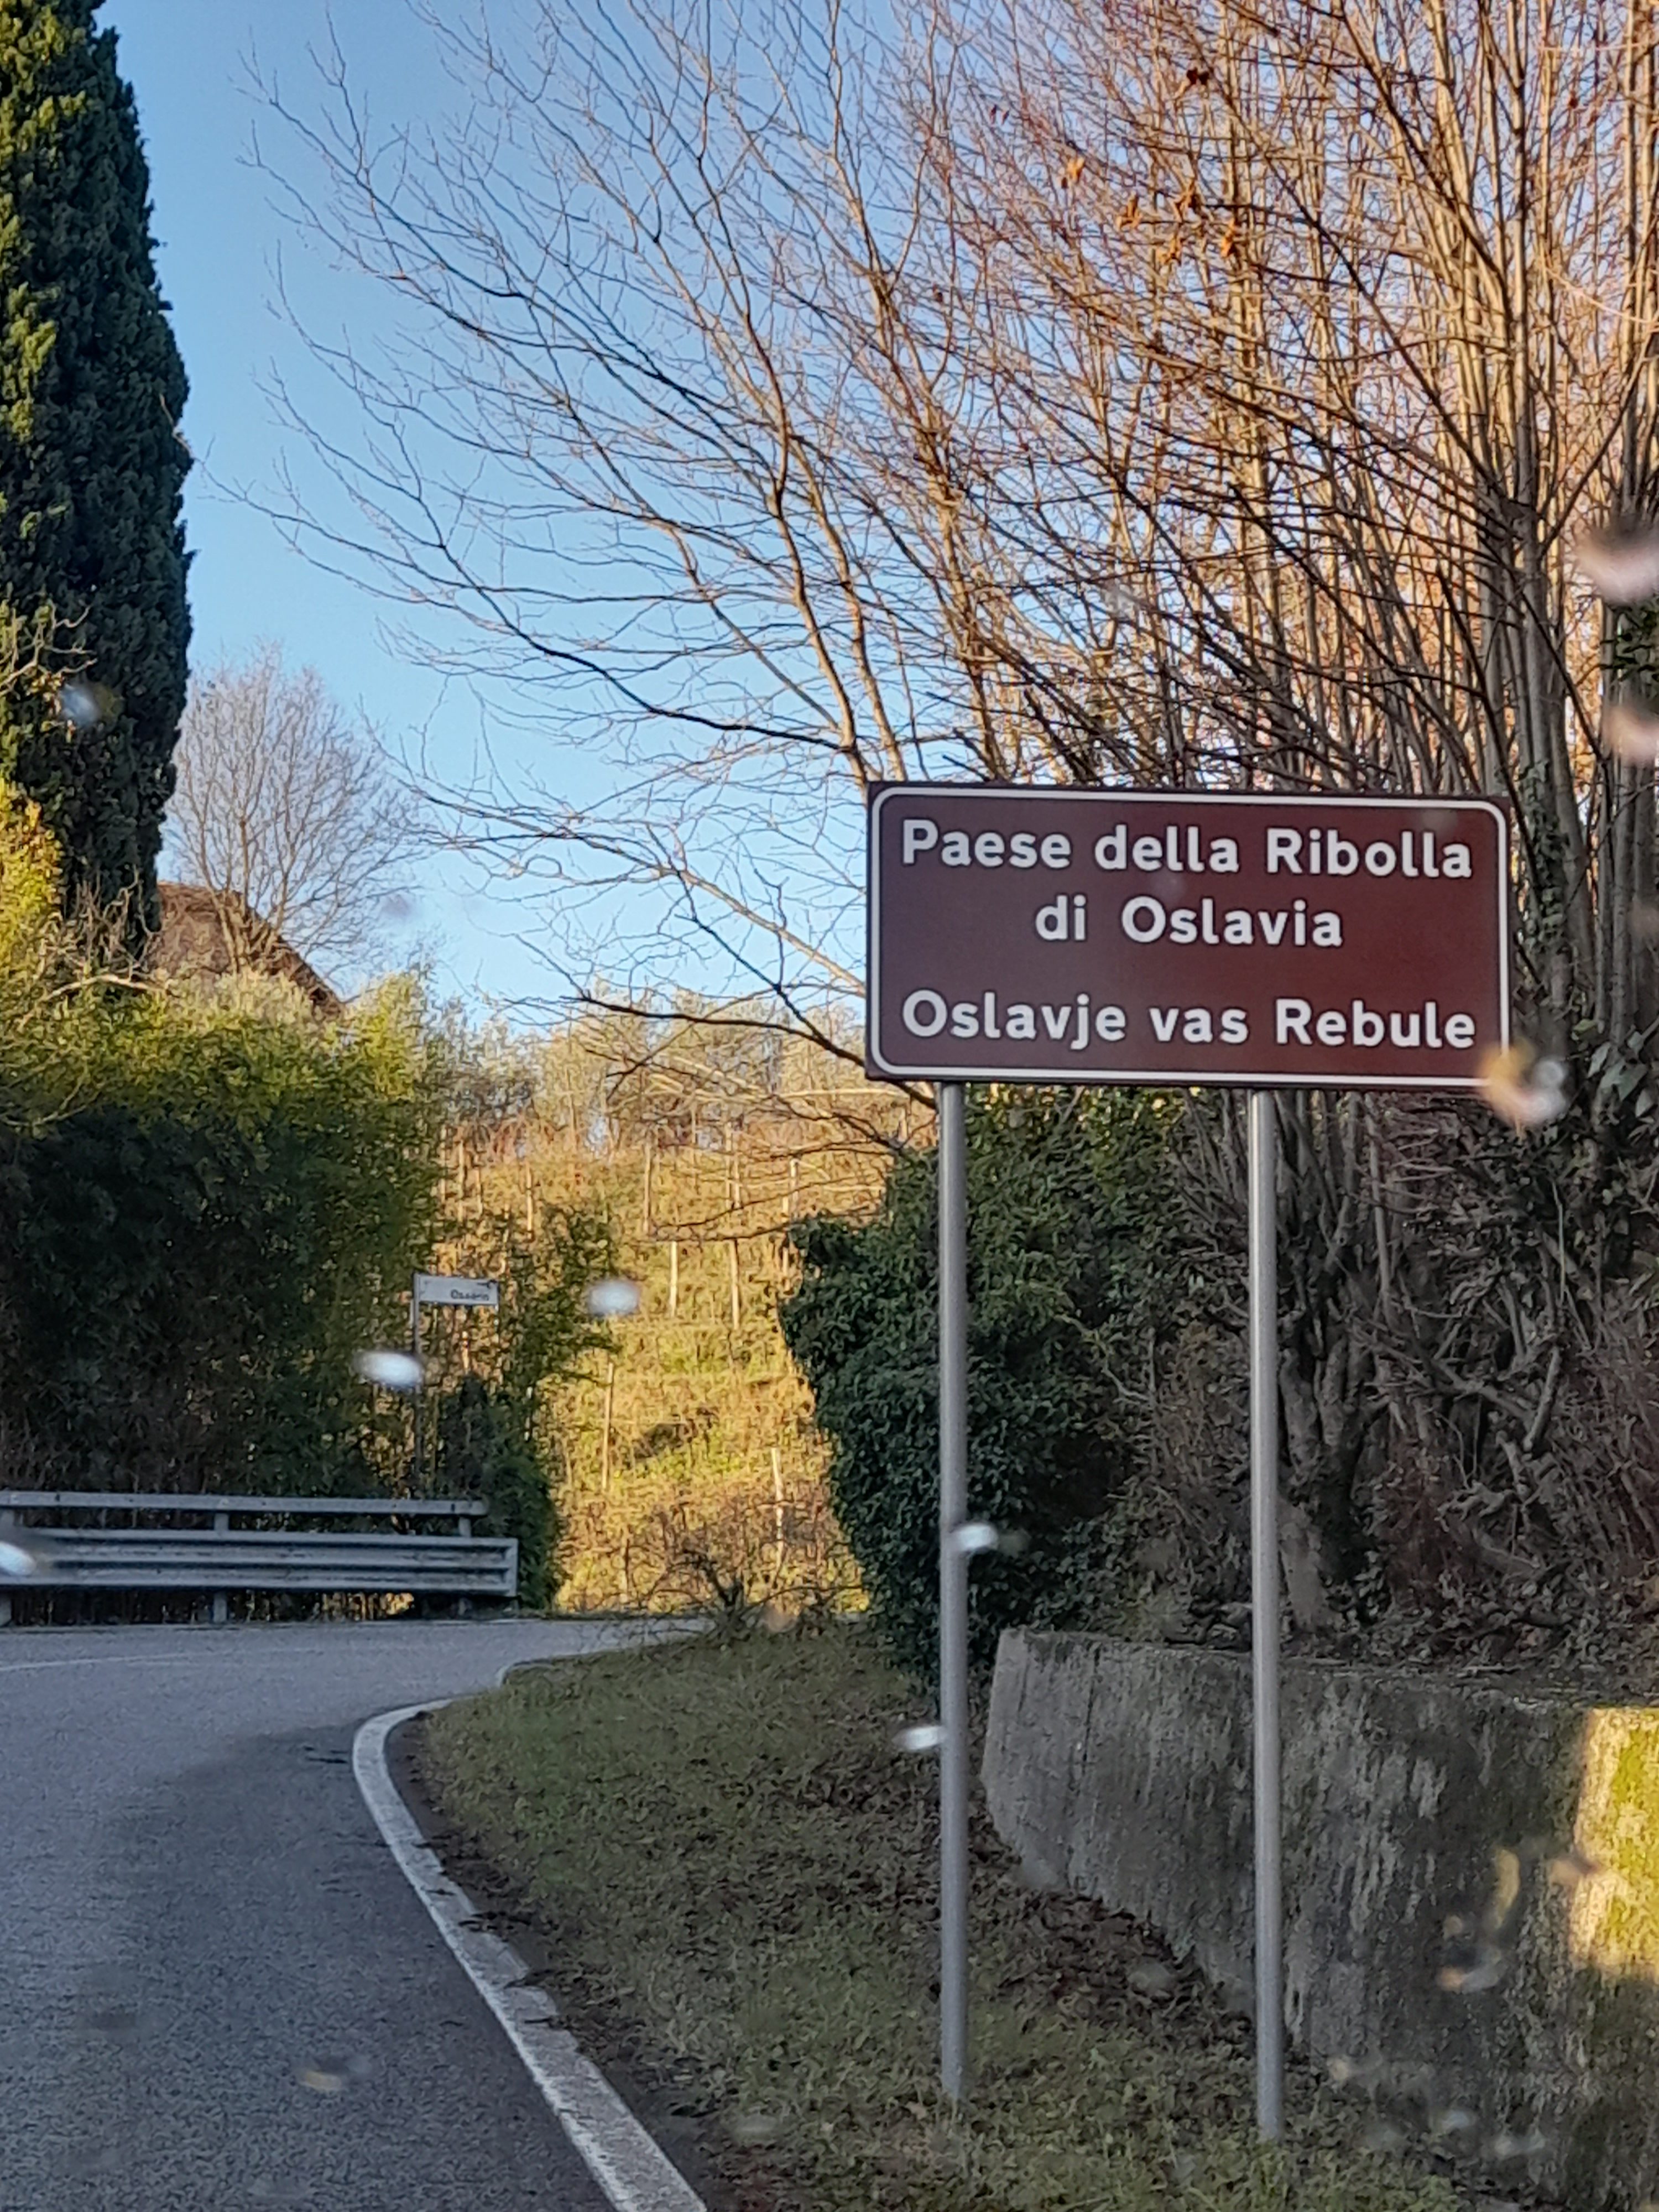 Paese della Ribolla
di Oslavia
Oslavje vas Rebule